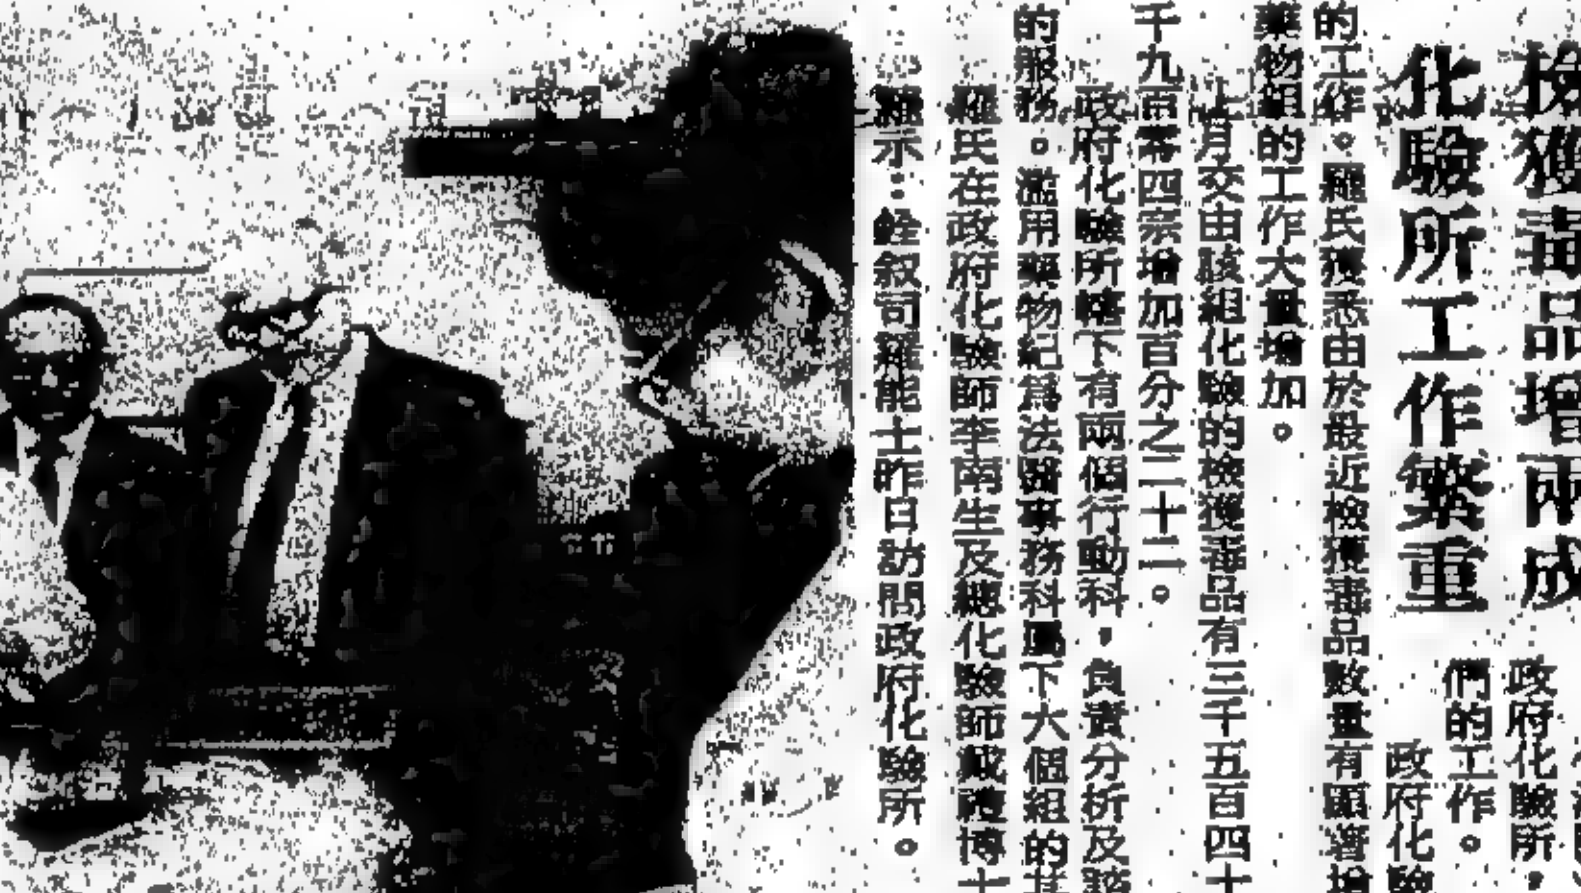 檢獲毒品增兩成
化驗所工作繁重
政府化驗所,
們的工作。
政府化驗
的工作。羅氏獲悉由於最近檢獲毒品數量有顯著增
藥物組的工作大量增加。
上月交由該組化驗的檢獲毒品有三千五百四十
千九百零四宗增加百分之二十二。
政府化驗所轄下有兩個行動科,負責分析及諮
的服務。濫用藥物紀為法醫事務科屬下六個組的其
羅氏在政府化驗師李南生及總化驗師戚禮博士
圖示:銓叙司羅能士昨日訪問政府化驗所。